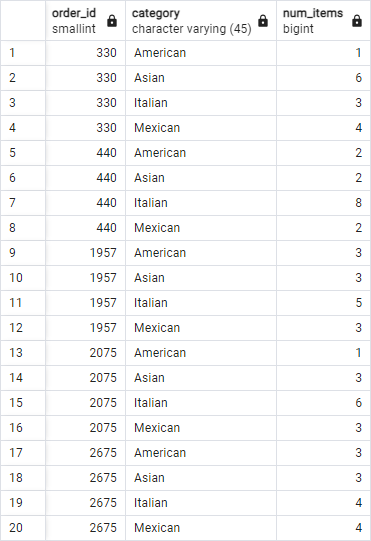 order_id category num_items
smallint character varying (45) bigint
1 330 American 1
2 330 Asian 6
3 330 Italian 3
4 330 Mexican 4
5 440 American 2
6 440 Asian 2
7 440 Italian 8
8 440 Mexican 2
9 1957 American 3
10 1957 Asian 3
11 1957 Italian 5
12 1957 Mexican 3
13 2075 American 1
14 2075 Asian 3
15 2075 Italian 6
16 2075 Mexican 3
17 2675 American 3
18 2675 Asian 3
19 2675 Italian 4
20 2675 Mexican 4